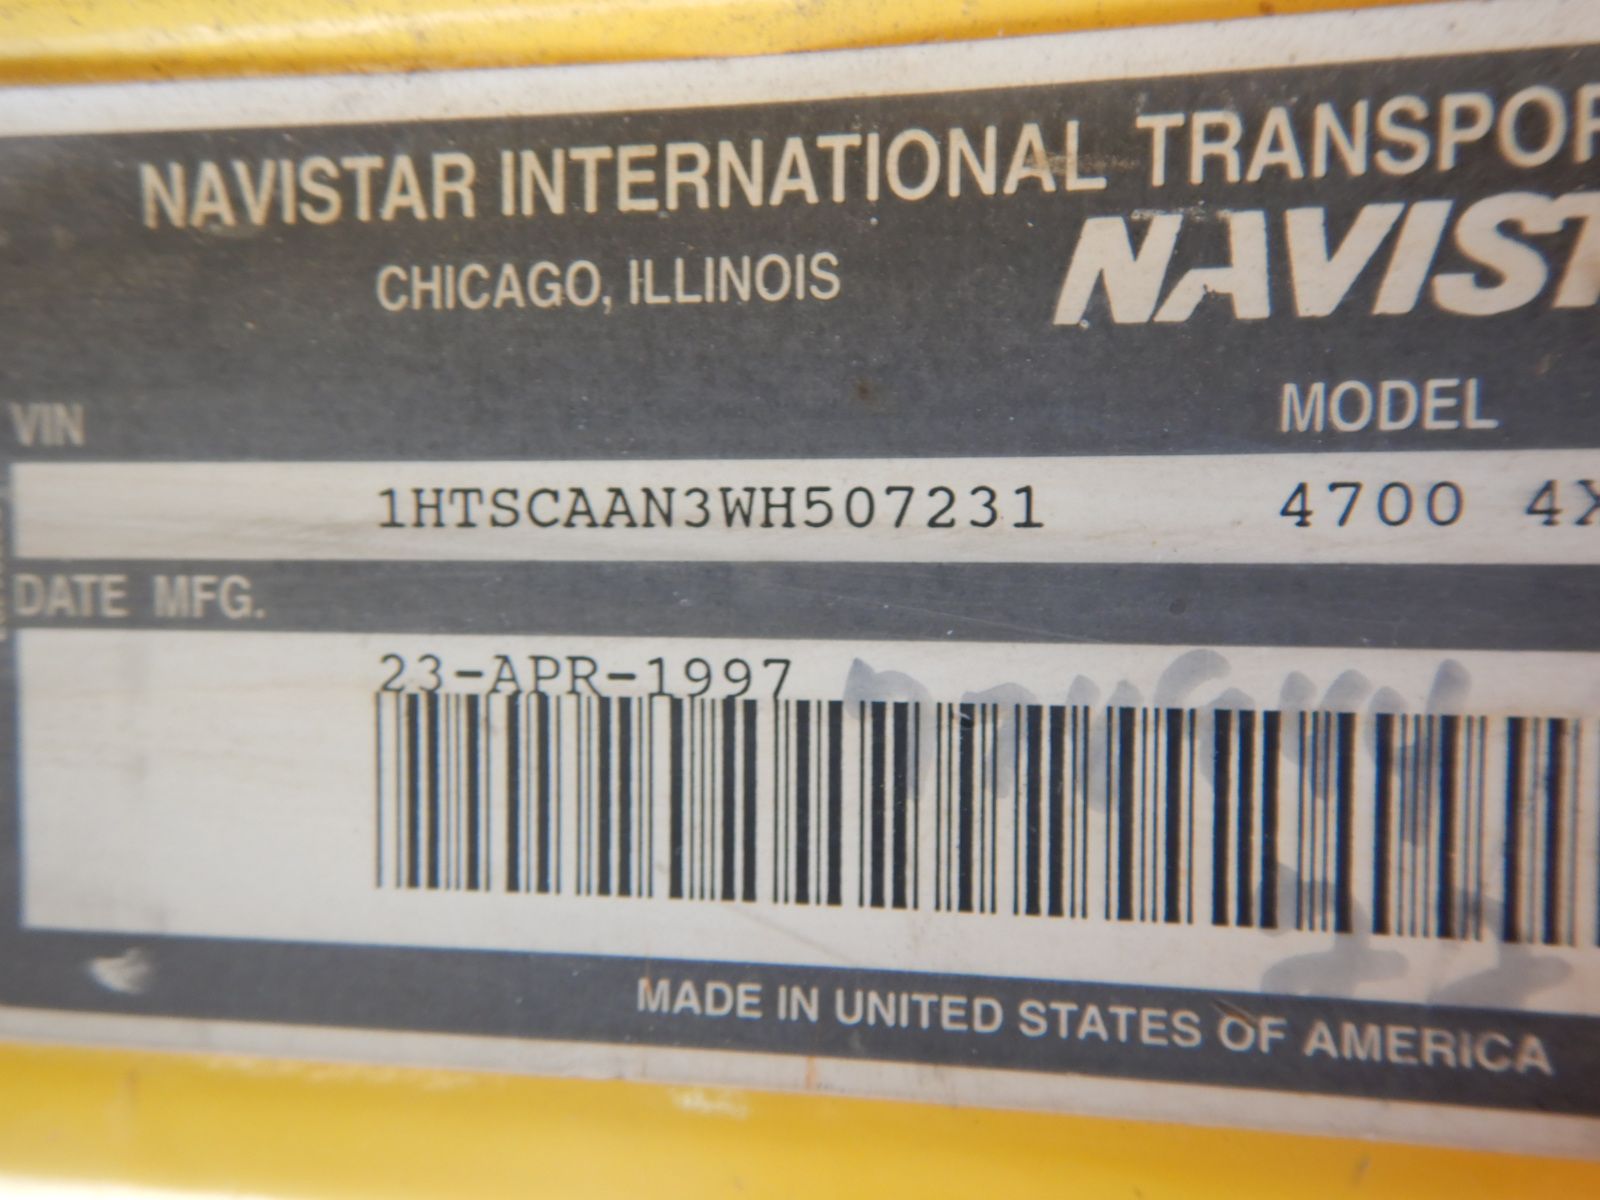 NAVISTAR INTERNATIONAL TRANSPOR
CHICAGO, ILLINOIS
NAVIST
VIN
MODEL
1HTSCAAN3WH507231
4700 4X
DATE MFG.
23-APR-1997
MADE IN UNITED STATES OF AMERICA